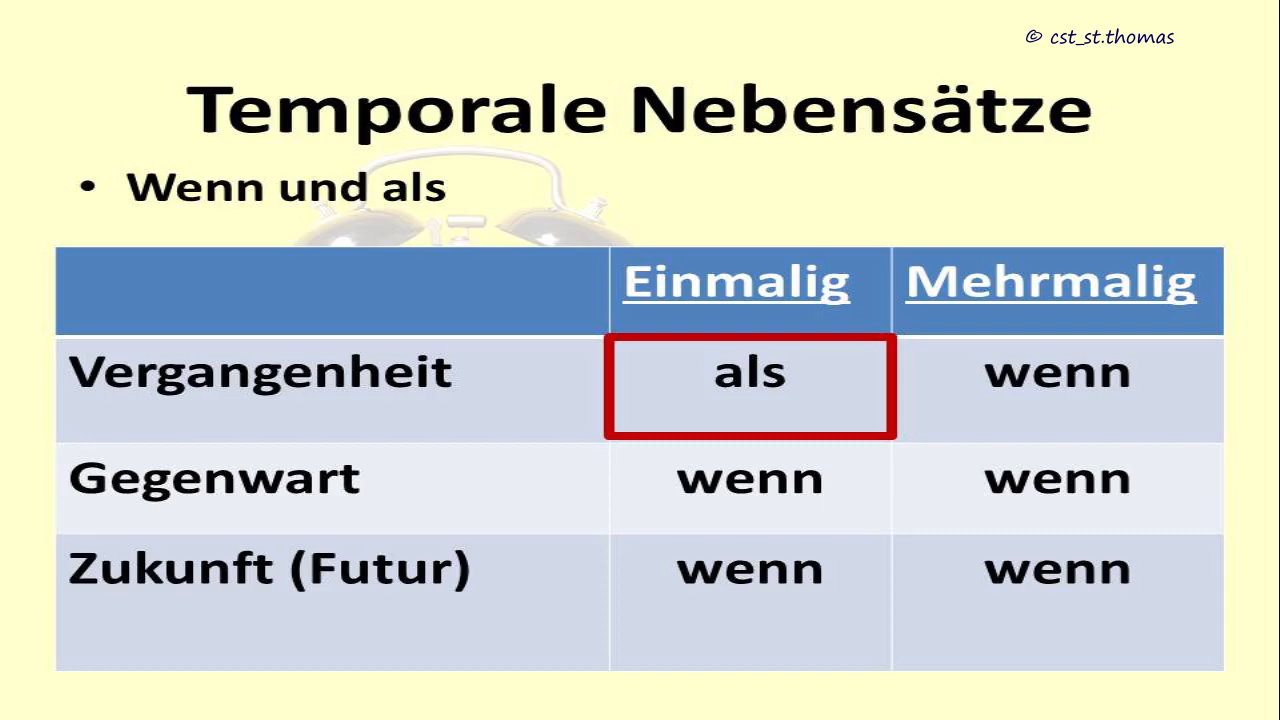 © cst_st.thomas
Temporale Nebensätze
• Wenn und als
Einmalig Mehrmalig
Vergangenheit als wenn
Gegenwart wenn wenn
Zukunft (Futur) wenn wenn